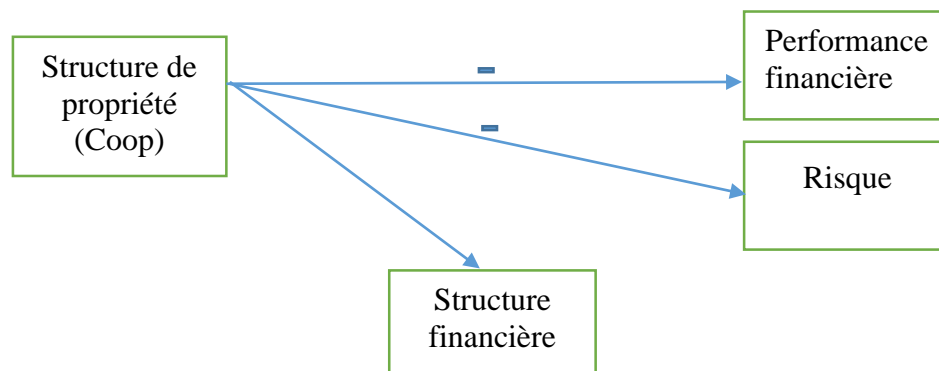 Structure de
propriété
(Coop)
-
-
Performance
financière
Risque
Structure
financière